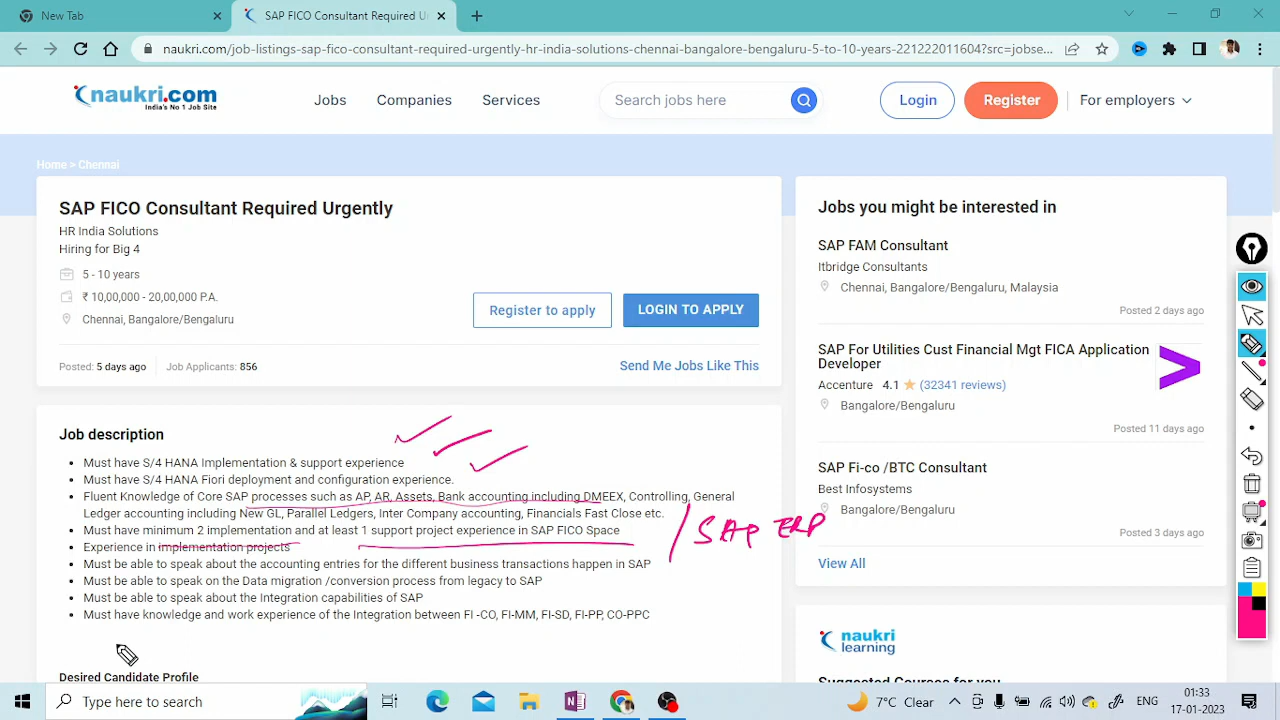 New Tab
SAP FICO Consultant Required U
naukri.com/job-listings-sap-fico-consultant-required-urgently-hr-india-solutions-chennai-bangalore-bengaluru-5-to-10-years-221222011604?src=jobse...
naukri.com
India's No 1 Job Site
Jobs Companies Services
Search jobs here
Login Register For employers
Home > Chennai
SAP FICO Consultant Required Urgently
HR India Solutions
Hiring for Big 4
5 - 10 years
₹ 10,00,000 - 20,00,000 P.A.
Chennai, Bangalore/Bengaluru
Register to apply LOGIN TO APPLY
Posted: 5 days ago Job Applicants: 856
Send Me Jobs Like This
Job description
• Must have S/4 HANA Implementation & support experience
• Must have S/4 HANA Fiori deployment and configuration experience.
• Fluent Knowledge of Core SAP processes such as AP, AR, Assets, Bank accounting including DMEEX, Controlling, General
Ledger accounting including New GL, Parallel Ledgers, Inter Company accounting, Financials Fast Close etc.
• Must have minimum 2 implementation and at least 1 support project experience in SAP FICO Space
• Experience in implementation projects
• Must be able to speak about the accounting entries for the different business transactions happen in SAP
• Must be able to speak on the Data migration /conversion process from legacy to SAP
• Must be able to speak about the Integration capabilities of SAP
• Must have knowledge and work experience of the Integration between FI -CO, FI-MM, FI-SD, FI-PP, CO-PPC
SAP ERP
Desired Candidate Profile
Jobs you might be interested in
SAP FAM Consultant
Itbridge Consultants
Chennai, Bangalore/Bengaluru, Malaysia
Posted 2 days ago
SAP For Utilities Cust Financial Mgt FICA Application
Developer
Accenture 4.1 (32341 reviews)
Bangalore/Bengaluru
Posted 11 days ago
SAP Fi-co /BTC Consultant
Best Infosystems
Bangalore/Bengaluru
Posted 3 days ago
View All
naukri
learning
Suggested Courses for you
Type here to search
7°C Clear
ENG
01:33
17-01-2023